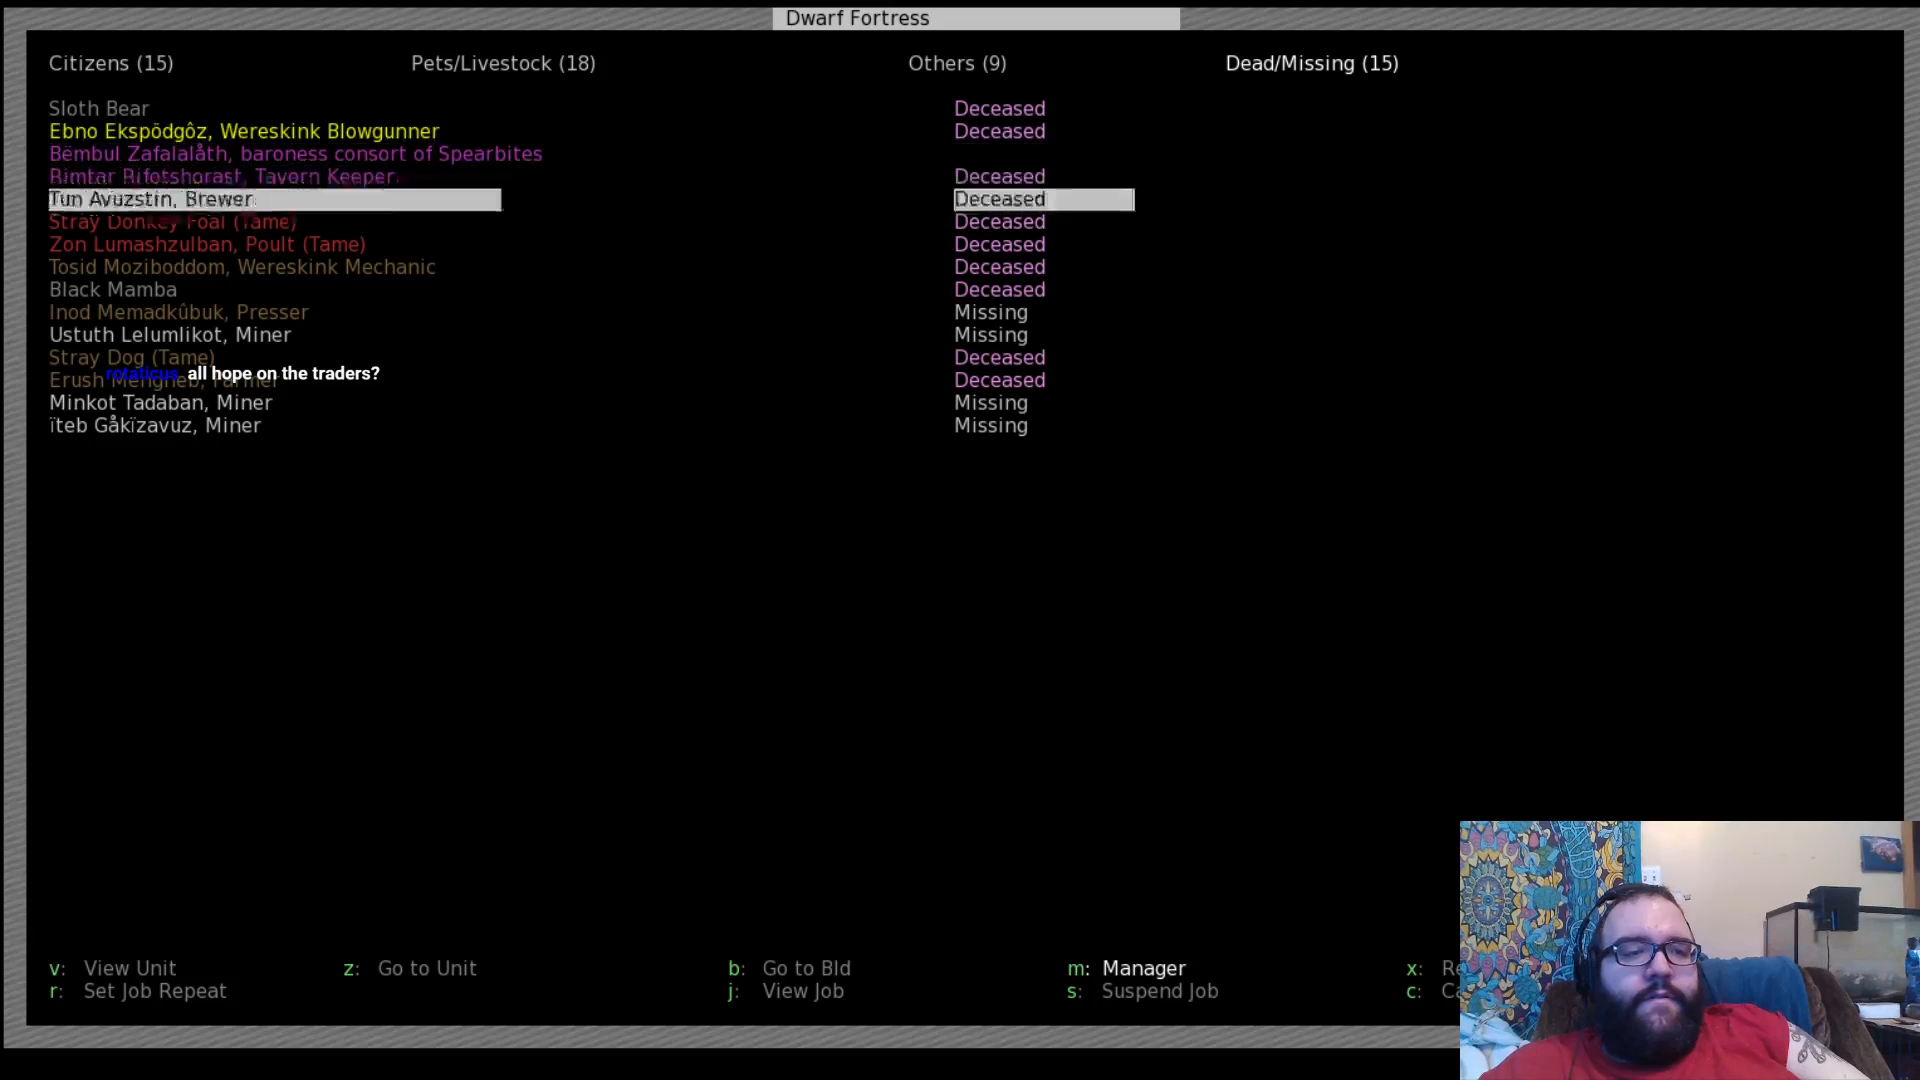 Dwarf Fortress
Citizens (15) Pets/Livestock (18) Others (9) Dead/Missing (15)
Sloth Bear Deceased
Ebno Ekspödgôz, Wereskink Blowgunner Deceased
Bëmbul Zafalalåth, baroness consort of Spearbites
Rimtar Rifotshorast, Tavern Keeper Deceased
Tun Avuzstin, Brewer Deceased
Stray Donkey Foal (Tame) Deceased
Zon Lumashzulban, Poult (Tame) Deceased
Tosid Moziboddom, Wereskink Mechanic Deceased
Black Mamba Deceased
Inod Memadkûbuk, Presser Missing
Ustuth Lelumlikot, Miner Missing
Stray Dog (Tame) Deceased
rotaticus all hope on the traders?
Erush Mengneb, Farmer Deceased
Minkot Tadaban, Miner Missing
ïteb Gåkïzavuz, Miner Missing
v: View Unit z: Go to Unit b: Go to Bld m: Manager x:
r: Set Job Repeat j: View Job s: Suspend Job c: